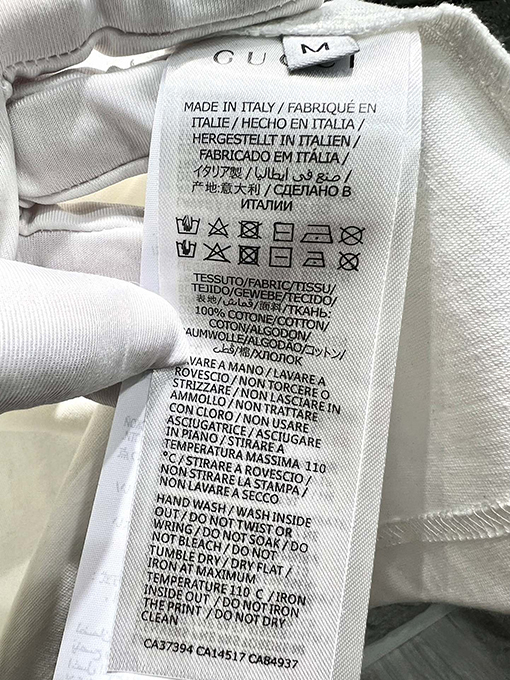 GUCCI
M
MADE IN ITALY / FABRIQUÉ EN
ITALIE / HECHO EN ITALIA /
HERGESTELLT IN ITALIEN /
FABRICADO EM ITÁLIA /
イタリア製 / صنع في ايطاليا /
产地:意大利 / СДЕЛАНО В
ИТАЛИИ
TESSUTO/FABRIC/TISSU/
TEJIDO/GEWEBE/TECIDO/
表地/قماش/面料/ТКАНЬ:
100% COTONE/COTTON/
COTON/ALGODON/
BAUMWOLLE/ALGODÃO/コットン/
قطن/棉/ХЛОПОК
LAVARE A MANO / LAVARE A
ROVESCIO / NON TORCERE O
STRIZZARE / NON LASCIARE IN
AMMOLLO / NON TRATTARE
CON CLORO / NON USARE
ASCIUGATRICE / ASCIUGARE
IN PIANO / STIRARE A
TEMPERATURA MASSIMA 110
°C / STIRARE A ROVESCIO /
NON STIRARE LA STAMPA /
NON LAVARE A SECCO
HAND WASH / WASH INSIDE
OUT / DO NOT TWIST OR
WRING / DO NOT SOAK / DO
NOT BLEACH / DO NOT
TUMBLE DRY / DRY FLAT /
IRON AT MAXIMUM
TEMPERATURE 110 C / IRON
INSIDE OUT / DO NOT IRON
THE PRINT / DO NOT DRY
CLEAN
CA37394 CA14517 CA84937